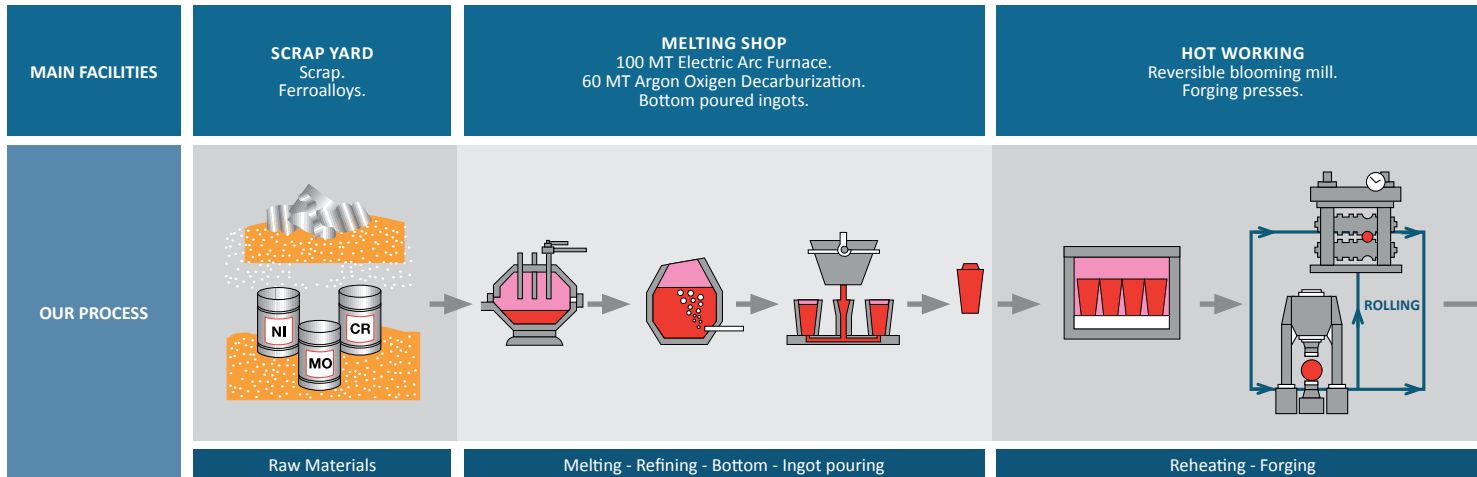 MAIN FACILITIES
SCRAP YARD
Scrap.
Ferroalloys.
MELTING SHOP
100 MT Electric Arc Furnace.
60 MT Argon Oxigen Decarburization.
Bottom poured ingots.
HOT WORKING
Reversible blooming mill.
Forging presses.
OUR PROCESS
NI
CR
MO
ROLLING
Raw Materials
Melting - Refining - Bottom - Ingot pouring
Reheating - Forging